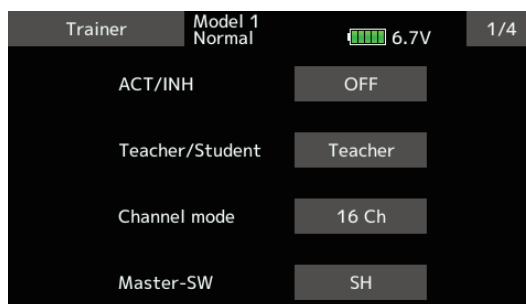 Trainer Model 1 Normal 6.7V 1/4
ACT/INH OFF
Teacher/Student Teacher
Channel mode 16 Ch
Master-SW SH